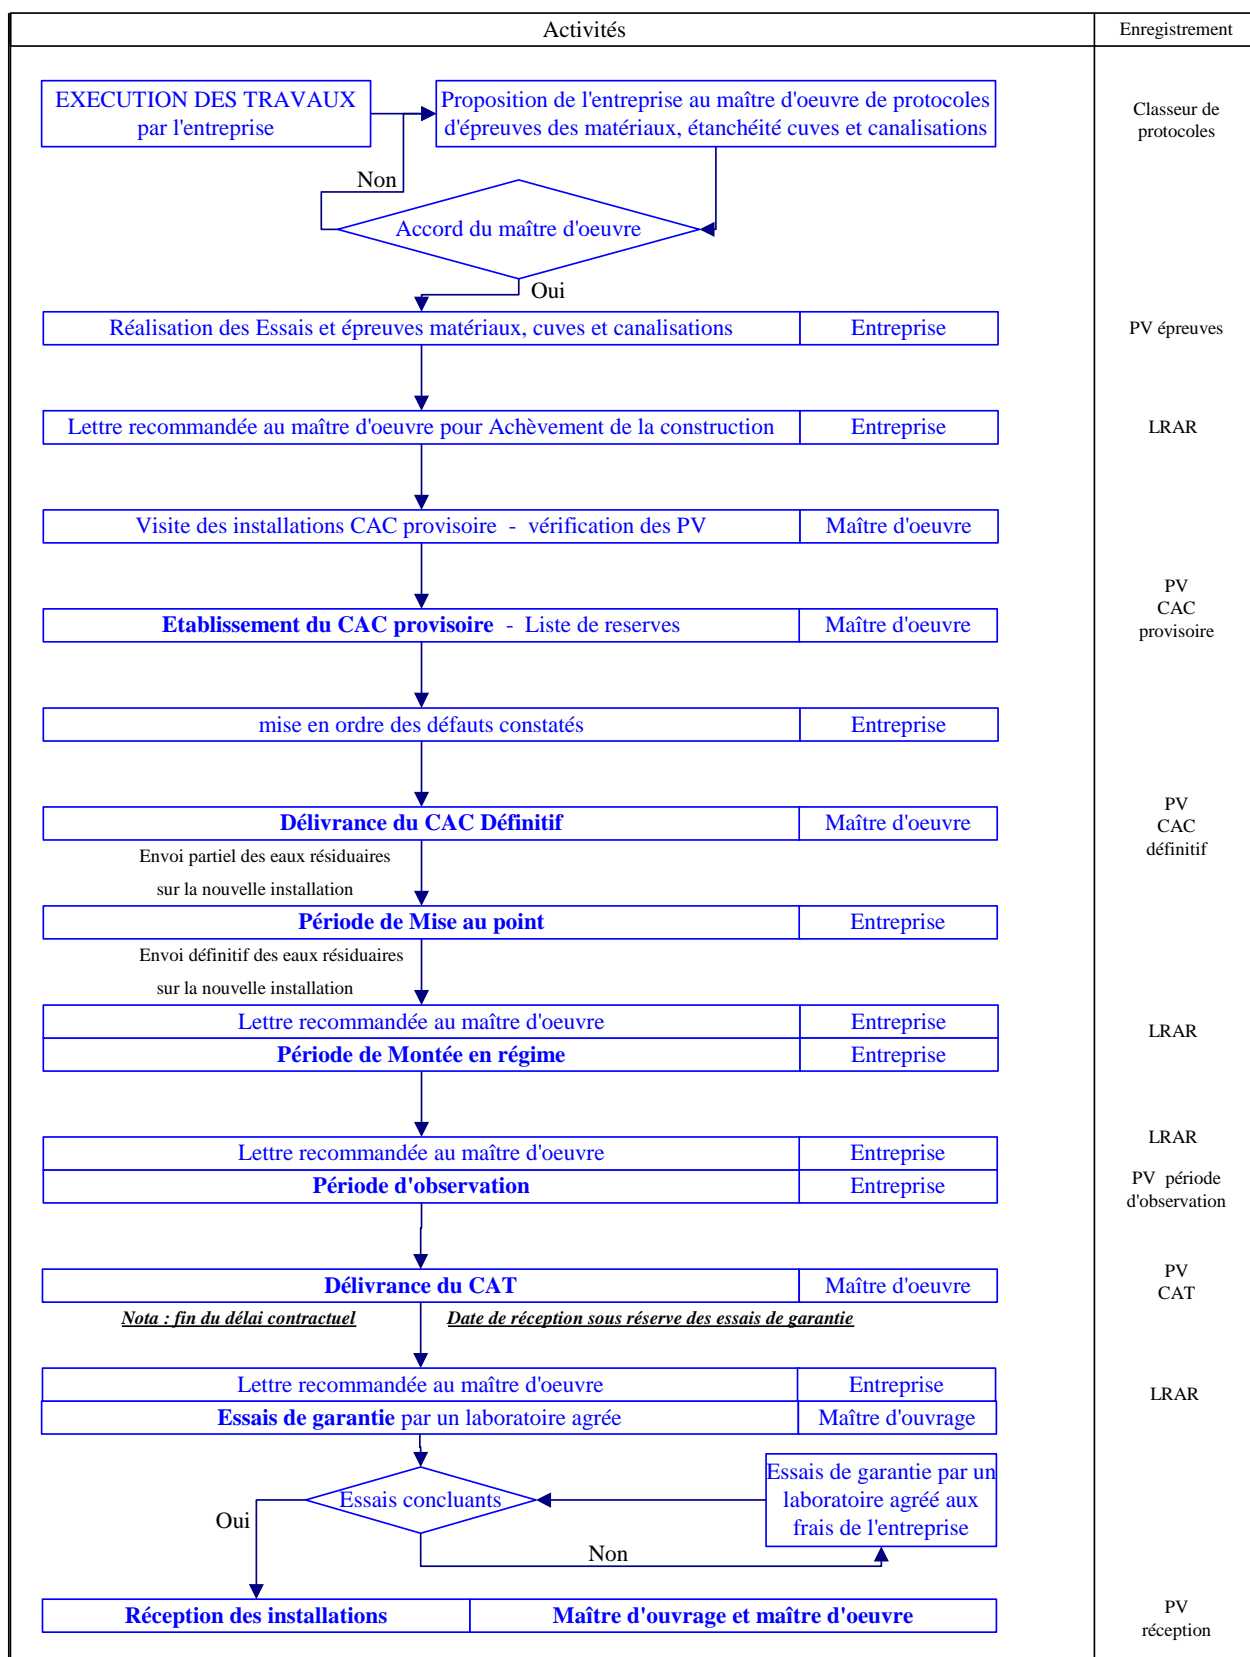 Activités
Enregistrement
EXECUTION DES TRAVAUX
par l'entreprise
Proposition de l'entreprise au maître d'oeuvre de protocoles
d'épreuves des matériaux, étanchéité cuves et canalisations
Classeur de
protocoles
Non
Accord du maître d'oeuvre
Oui
Réalisation des Essais et épreuves matériaux, cuves et canalisations
Entreprise
PV épreuves
Lettre recommandée au maître d'oeuvre pour Achèvement de la construction
Entreprise
LRAR
Visite des installations CAC provisoire - vérification des PV
Maître d'oeuvre
PV
CAC
provisoire
Etablissement du CAC provisoire - Liste de reserves
Maître d'oeuvre
mise en ordre des défauts constatés
Entreprise
Délivrance du CAC Définitif
Maître d'oeuvre
PV
CAC
définitif
Envoi partiel des eaux résiduaires
sur la nouvelle installation
Période de Mise au point
Entreprise
Envoi définitif des eaux résiduaires
sur la nouvelle installation
Lettre recommandée au maître d'oeuvre
Entreprise
LRAR
Période de Montée en régime
Entreprise
Lettre recommandée au maître d'oeuvre
Entreprise
LRAR
Période d'observation
Entreprise
PV période
d'observation
Délivrance du CAT
Maître d'oeuvre
PV
CAT
Nota : fin du délai contractuel
Date de réception sous réserve des essais de garantie
Lettre recommandée au maître d'oeuvre
Entreprise
LRAR
Essais de garantie par un laboratoire agrée
Maître d'ouvrage
Essais concluants
Essais de garantie par un
laboratoire agréé aux
frais de l'entreprise
Oui
Non
Réception des installations
Maître d'ouvrage et maître d'oeuvre
PV
réception